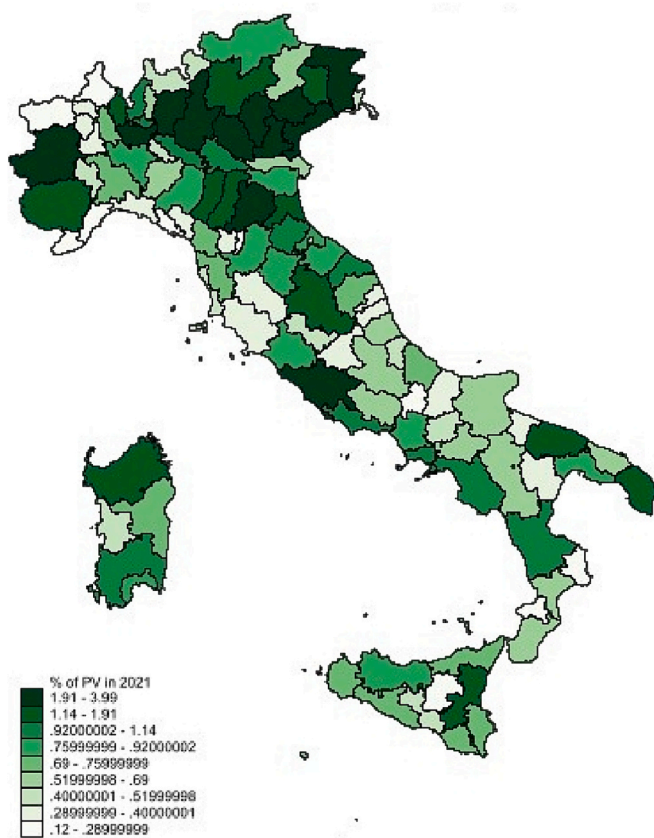 % of PV in 2021
1.91 - 3.99
1.14 - 1.91
.92000002 - 1.14
.75999999 - .92000002
.69 - .75999999
.51999998 - .69
.40000001 - .51999998
.28999999 - .40000001
.12 - .28999999